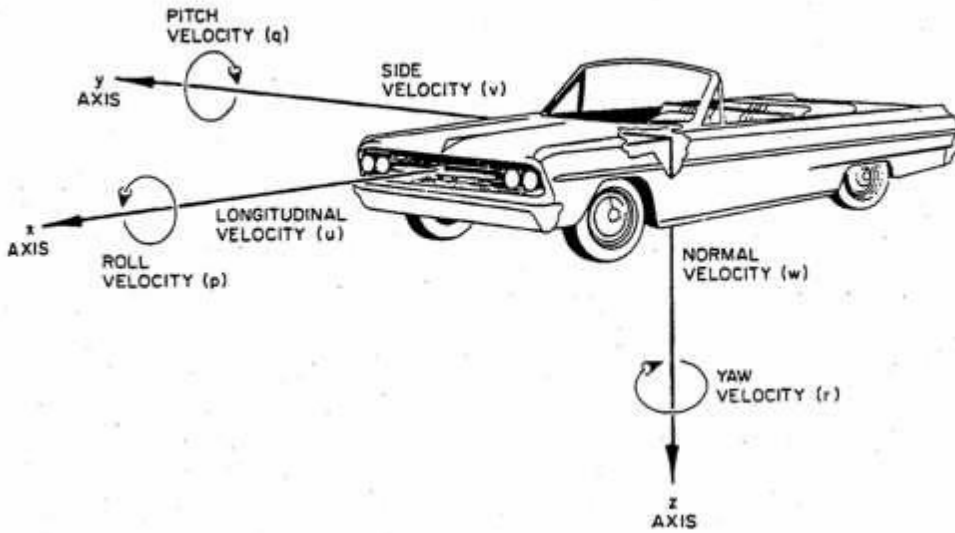 PITCH
VELOCITY (q)
y
AXIS
SIDE
VELOCITY (v)
x
AXIS
LONGITUDINAL
VELOCITY (u)
ROLL
VELOCITY (p)
NORMAL
VELOCITY (w)
YAW
VELOCITY (r)
z
AXIS